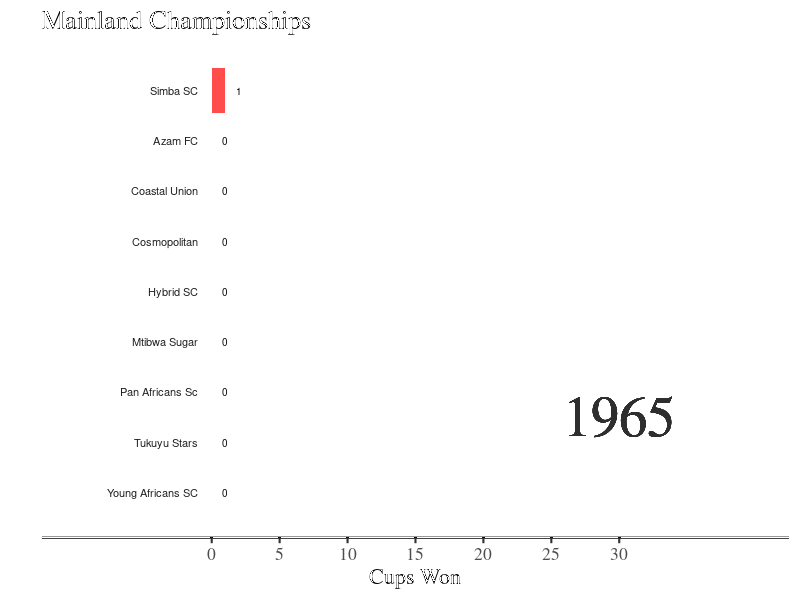 Mainland Championships
Simba SC 1
Azam FC 0
Coastal Union 0
Cosmopolitan 0
Hybrid SC 0
Mtibwa Sugar 0
Pan Africans Sc 0
1965
Tukuyu Stars 0
Young Africans SC 0
0 5 10 15 20 25 30
Cups Won